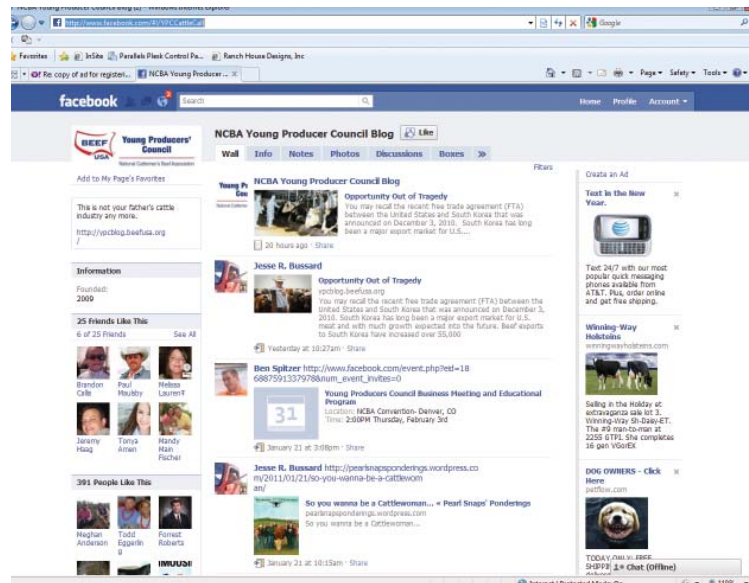 http://www.facebook.com/#!/YPCCattleCall
Google
Favorites
InSite
Parallels Plesk Control Pa...
Ranch House Designs, Inc
Re: copy of ad for registeri...
NCBA Young Producer ...
Page
Safety
Tools
facebook
2
Search
Home Profile Account
BEEF
USA
Young Producers'
Council
National Cattlemen's Beef Association
Add to My Page's Favorites
This is not your father's cattle
industry any more.
http://ypcblog.beefusa.org
/
Information
Founded:
2009
25 Friends Like This
6 of 25 Friends See All
Brandon
Calle
Paul
Maulsby
Melissa
Jeremy
Haag
Tonya
Amen
Mandy
Main
Fischer
391 People Like This
Meghan
Anderson
Todd
Eggerlin
g
Forrest
Roberts
NCBA Young Producer Council Blog
Like
Wall Info Notes Photos Discussions Boxes »
Filters
NCBA Young Producer Council Blog
Opportunity Out of Tragedy
You may recall the recent free trade agreement (FTA)
between the United States and South Korea that was
announced on December 3, 2010. South Korea has long
been a major export market for U.S....
20 hours ago · Share
Jesse R. Bussard
Opportunity Out of Tragedy
ypcblog.beefusa.org
You may recall the recent free trade agreement (FTA) between the
United States and South Korea that was announced on December 3,
2010. South Korea has long been a major export market for U.S.
meat and with much growth expected into the future. Beef exports
to South Korea have increased over 55,000
Yesterday at 10:27am · Share
Ben Spitzer http://www.facebook.com/event.php?eid=18
6887591337978&num_event_invites=0
31
Young Producers Council Business Meeting and Educational
Program
Location: NCBA Convention- Denver, CO
Time: 2:00PM Thursday, February 3rd
January 21 at 3:08pm · Share
Jesse R. Bussard http://pearlsnapsponderings.wordpress.co
m/2011/01/21/so-you-wanna-be-a-cattlewom
an/
So you wanna be a Cattlewoman... « Pearl Snaps' Ponderings
pearlsnapsponderings.wordpress.com
So you wanna be a Cattlewoman...
January 21 at 10:15am · Share
Create an Ad
Text in the New
Year.
Text 24/7 with our most
popular quick messaging
phones available from
AT&T. Plus, order online
and get free shipping.
Winning-Way
Holsteins
winningwayholsteins.com
Selling in the Holiday et
extravaganza sale lot 3.
Winning-Way Sh-Dasy-ET.
The #9 man-to-man at
2255 GTPI. She completes
16 gen VGorEX
DOG OWNERS - Click
Here
petflow.com
TODAY ONLY: FREE
Chat (Offline)